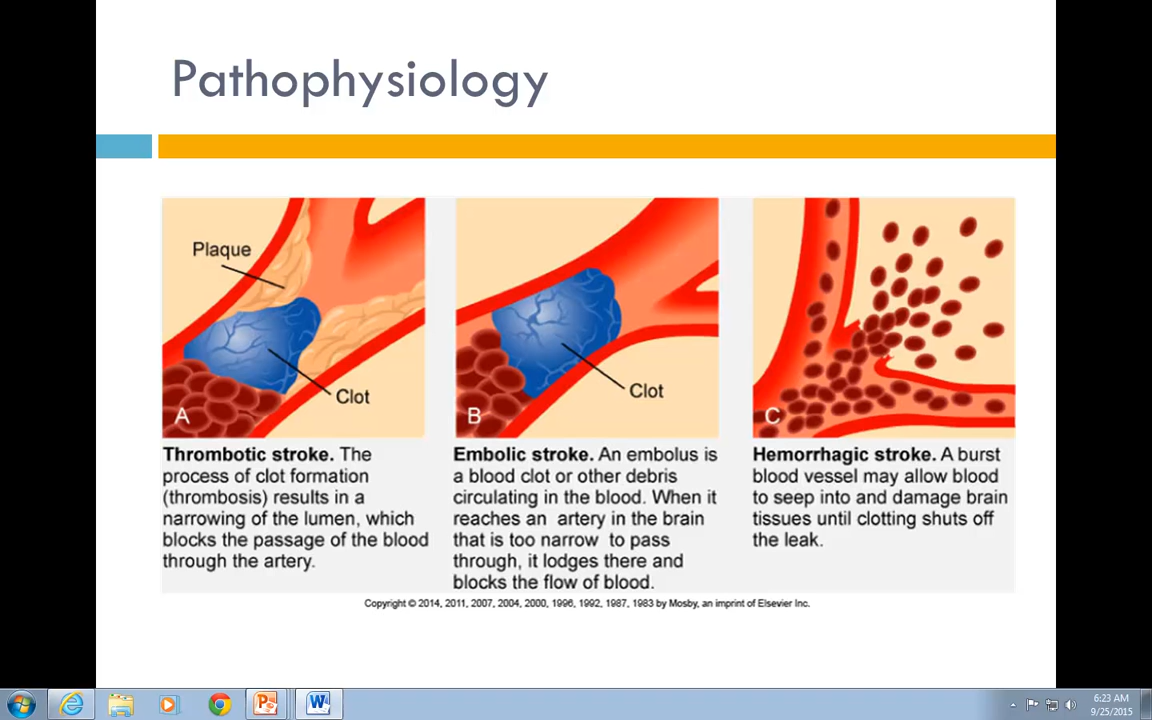 Pathophysiology
Plaque
Clot
A
Clot
B
C
Thrombotic stroke. The
process of clot formation
(thrombosis) results in a
narrowing of the lumen, which
blocks the passage of the blood
through the artery.
Embolic stroke. An embolus is
a blood clot or other debris
circulating in the blood. When it
reaches an artery in the brain
that is too narrow to pass
through, it lodges there and
blocks the flow of blood.
Hemorrhagic stroke. A burst
blood vessel may allow blood
to seep into and damage brain
tissues until clotting shuts off
the leak.
Copyright © 2014, 2011, 2007, 2004, 2000, 1996, 1992, 1987, 1983 by Mosby, an imprint of Elsevier Inc.
6:23 AM
9/25/2015